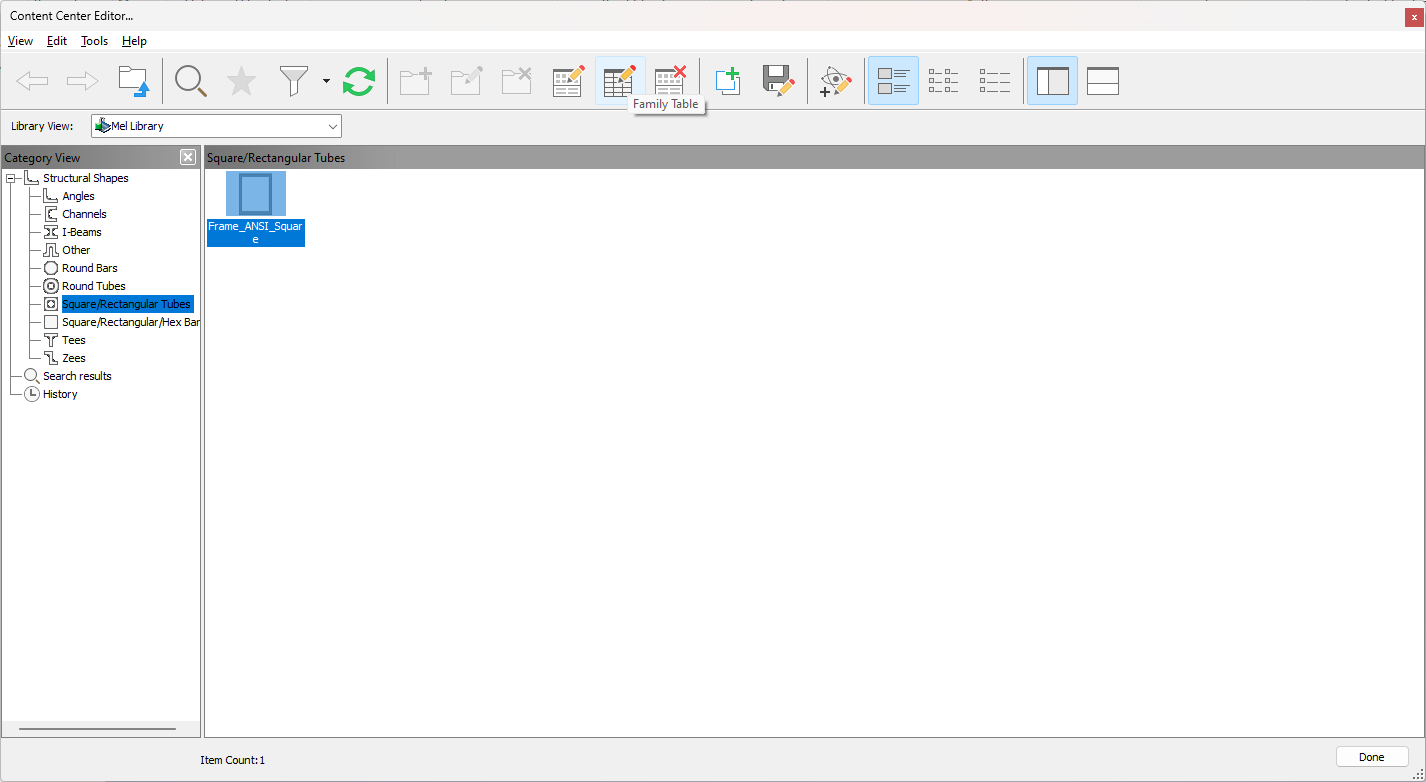 Content Center Editor...
x
View Edit Tools Help
Family Table
Library View: Mel Library
Category View
Square/Rectangular Tubes
Structural Shapes
Angles
Channels
I-Beams
Other
Round Bars
Round Tubes
Square/Rectangular Tubes
Square/Rectangular/Hex Bar
Tees
Zees
Search results
History
Frame_ANSI_Squar
e
Item Count:1
Done